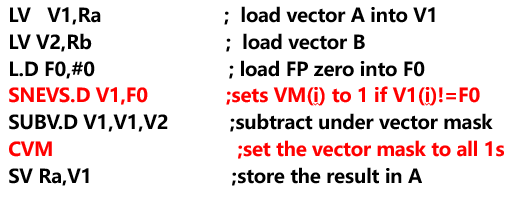 LV V1,Ra ; load vector A into V1
LV V2,Rb ; load vector B
L.D F0,#0 ; load FP zero into F0
SNEVS.D V1,F0 ;sets VM(i) to 1 if V1(i)!=F0
SUBV.D V1,V1,V2 ;subtract under vector mask
CVM ;set the vector mask to all 1s
SV Ra,V1 ;store the result in A